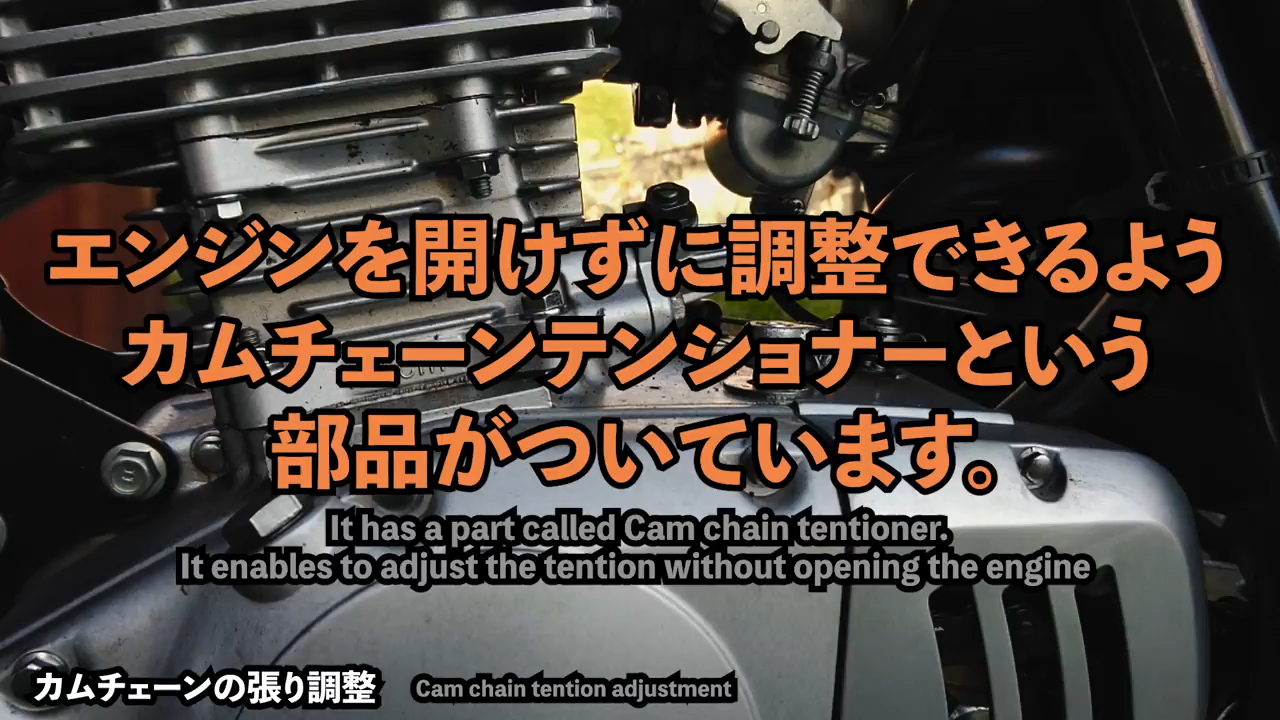 エンジンを開けずに調整できるよう
カムチェーンテンショナーという
部品がついています。
It has a part called Cam chain tentioner.
It enables to adjust the tention without opening the engine
カムチェーンの張り調整
Cam chain tention adjustment